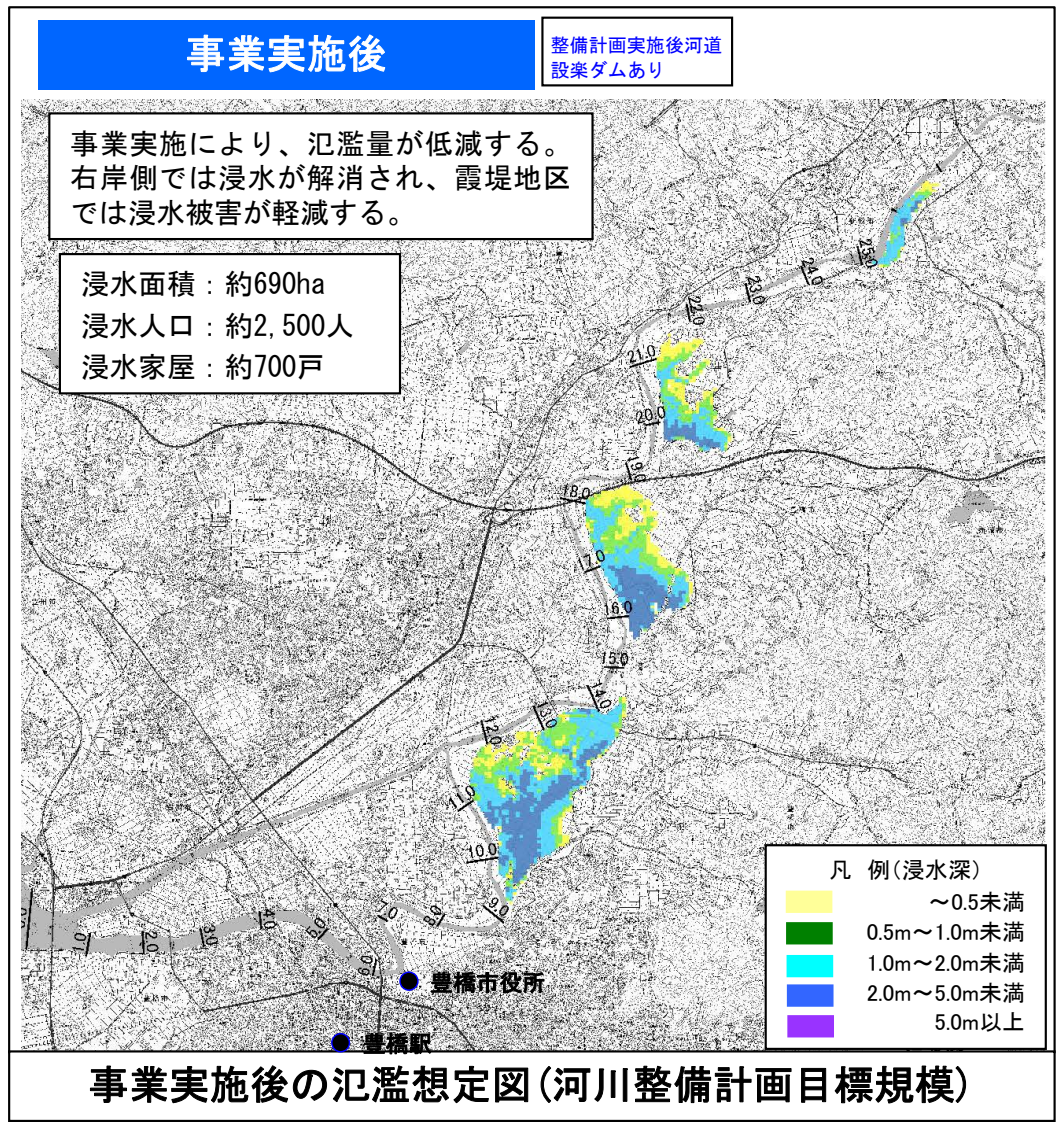 事業実施後
整備計画実施後河道
設楽ダムあり
事業実施により、氾濫量が低減する。
右岸側では浸水が解消され、霞堤地区
では浸水被害が軽減する。
浸水面積：約690ha
浸水人口：約2,500人
浸水家屋：約700戸
25.0
24.0
23.0
22.0
21.0
20.0
19.0
18.0
17.0
16.0
15.0
14.0
13.0
12.0
11.0
10.0
9.0
8.0
7.0
6.0
5.0
4.0
3.0
2.0
1.0
豊橋市役所
豊橋駅
凡 例(浸水深)
～0.5未満
0.5m～1.0m未満
1.0m～2.0m未満
2.0m～5.0m未満
5.0m以上
事業実施後の氾濫想定図(河川整備計画目標規模)